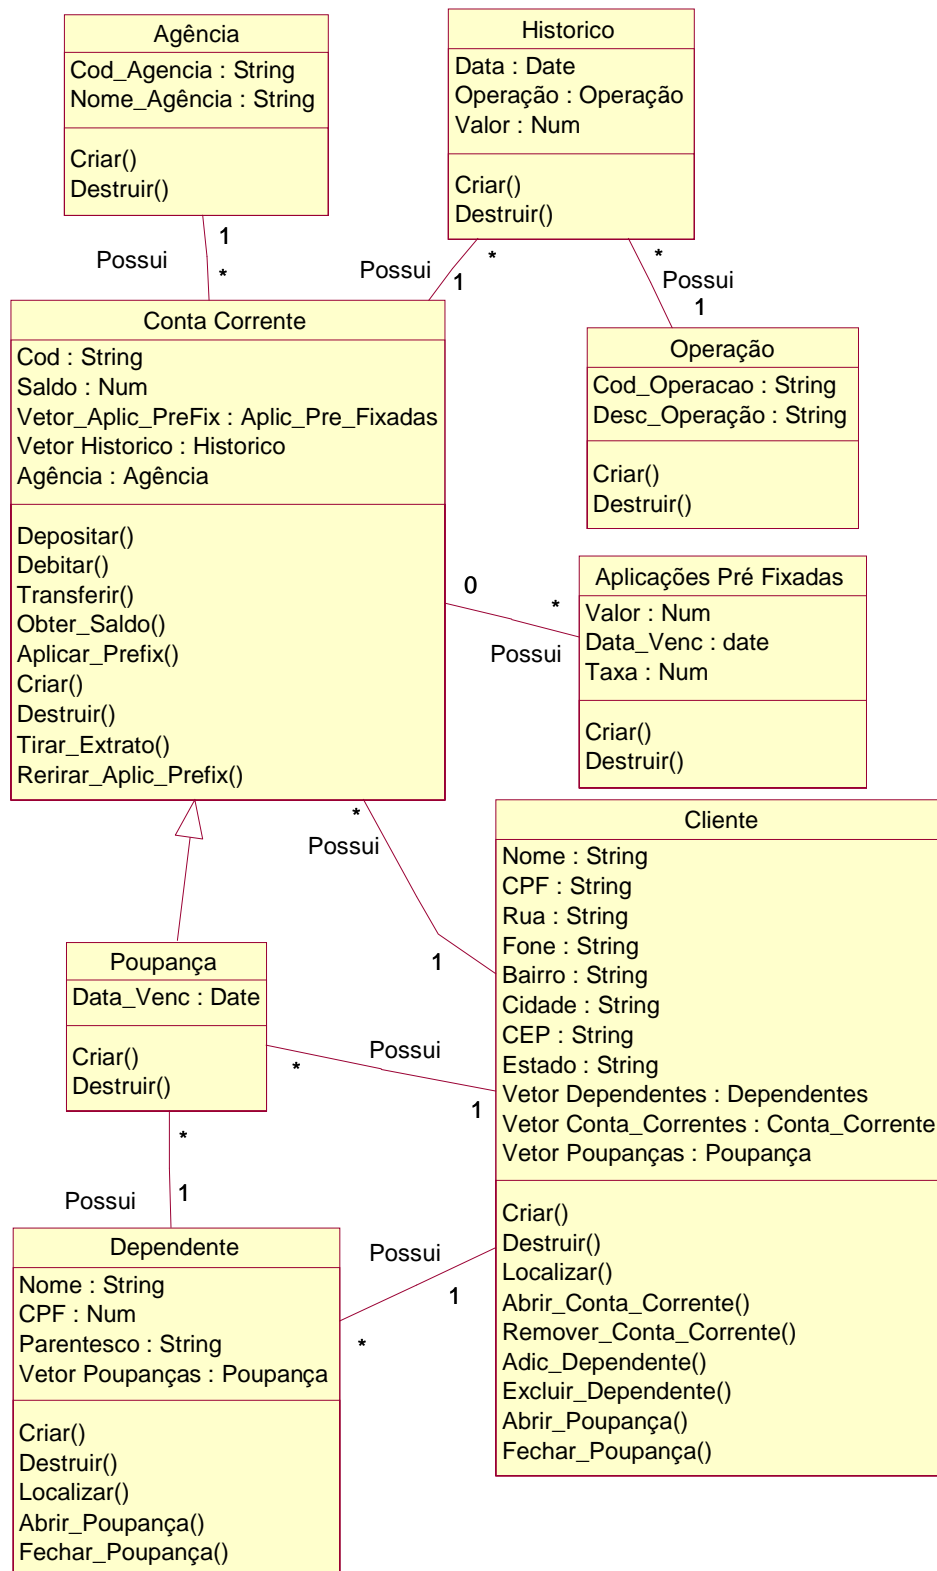 Agência
Cod_Agencia : String
Nome_Agência : String
Criar()
Destruir()
Historico
Data : Date
Operação : Operação
Valor : Num
Criar()
Destruir()
1
Possui
*
*
Possui
1
*
Possui
1
Conta Corrente
Cod : String
Saldo : Num
Vetor_Aplic_PreFix : Aplic_Pre_Fixadas
Vetor Historico : Historico
Agência : Agência
Depositar()
Debitar()
Transferir()
Obter_Saldo()
Aplicar_Prefix()
Criar()
Destruir()
Tirar_Extrato()
Rerirar_Aplic_Prefix()
Operação
Cod_Operacao : String
Desc_Operação : String
Criar()
Destruir()
0
*
Possui
Aplicações Pré Fixadas
Valor : Num
Data_Venc : date
Taxa : Num
Criar()
Destruir()
*
Possui
1
Cliente
Nome : String
CPF : String
Rua : String
Fone : String
Bairro : String
Cidade : String
CEP : String
Estado : String
Vetor Dependentes : Dependentes
Vetor Conta_Correntes : Conta_Corrente
Vetor Poupanças : Poupança
Criar()
Destruir()
Localizar()
Abrir_Conta_Corrente()
Remover_Conta_Corrente()
Adic_Dependente()
Excluir_Dependente()
Abrir_Poupança()
Fechar_Poupança()
Poupança
Data_Venc : Date
Criar()
Destruir()
Possui
*
1
*
1
Possui
Possui
1
*
Dependente
Nome : String
CPF : Num
Parentesco : String
Vetor Poupanças : Poupança
Criar()
Destruir()
Localizar()
Abrir_Poupança()
Fechar_Poupança()